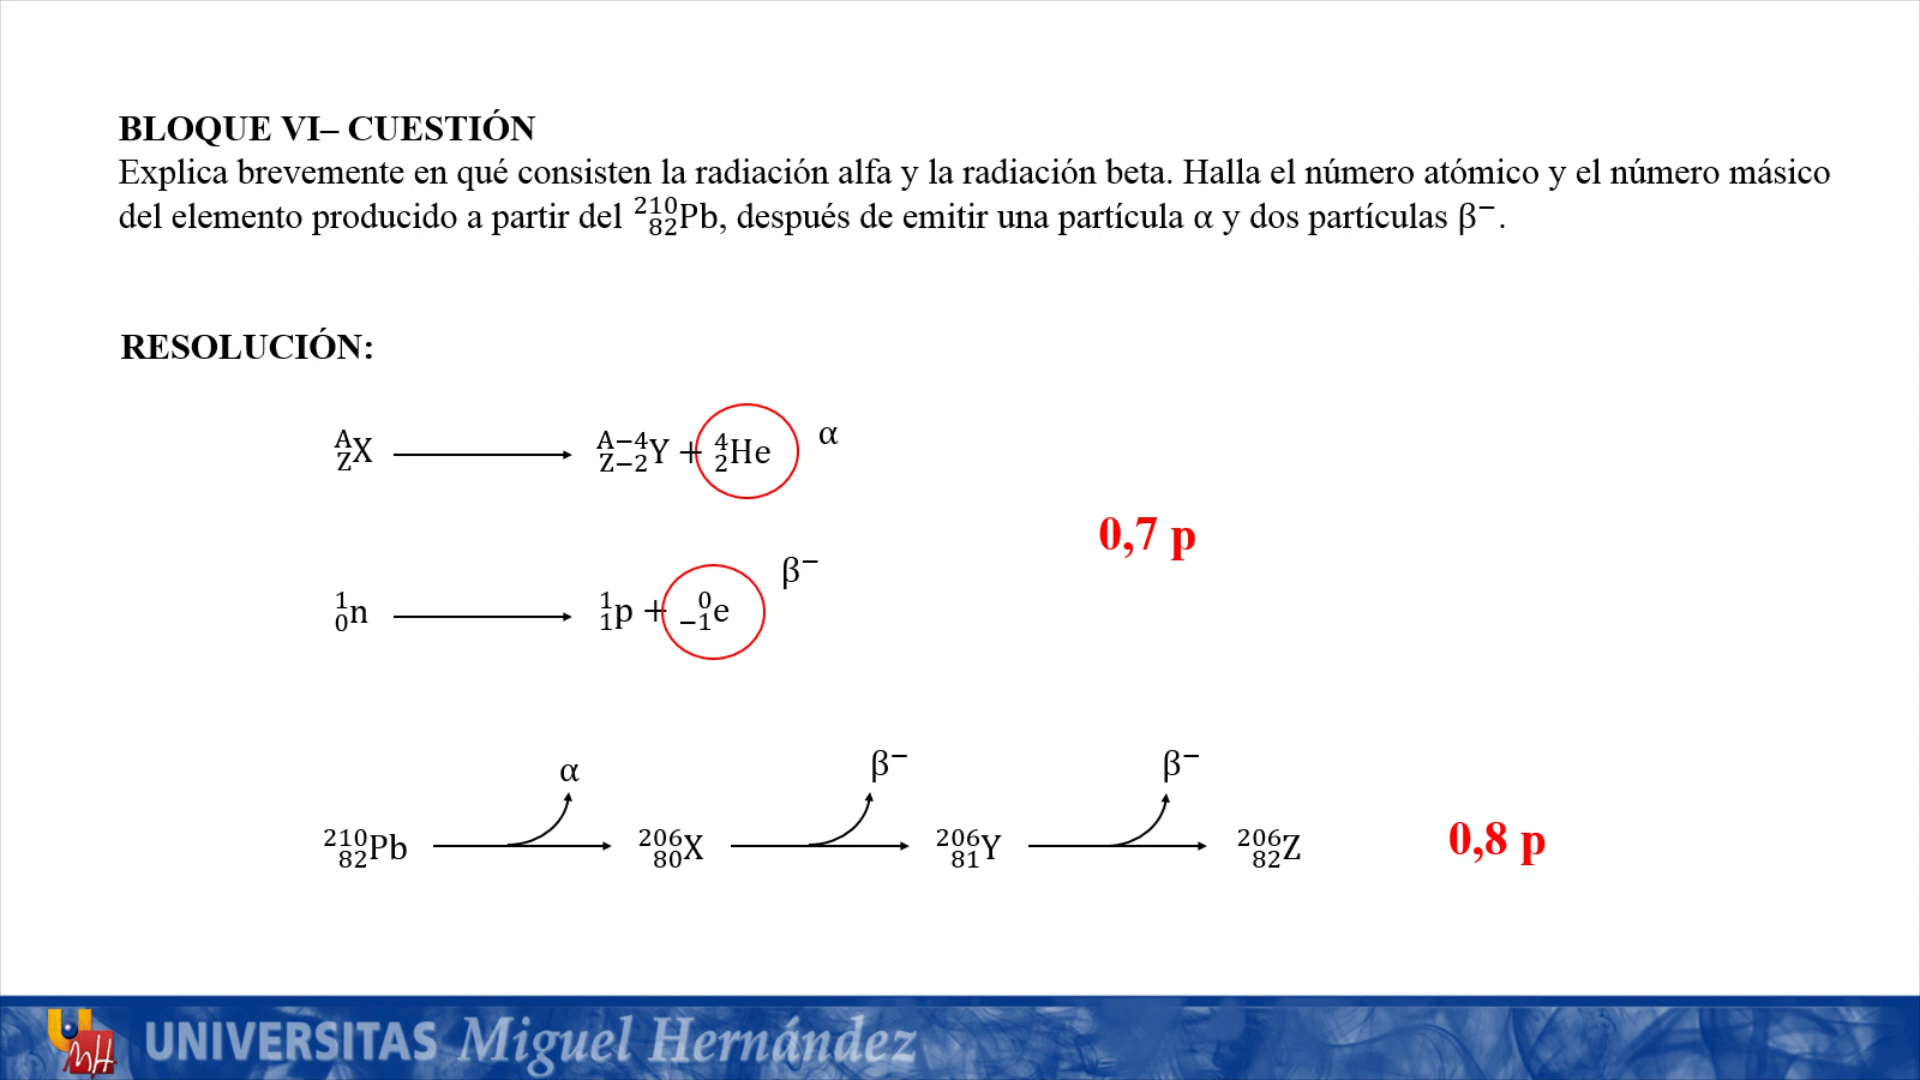 BLOQUE VI– CUESTIÓN
Explica brevemente en qué consisten la radiación alfa y la radiación beta. Halla el número atómico y el número másico
del elemento producido a partir del ²¹⁰₈₂Pb, después de emitir una partícula α y dos partículas β⁻.
RESOLUCIÓN:
ᴬ_ZX → ᴬ⁻⁴_Z₋₂Y + ⁴₂He α
¹₀n → ¹₁p + ⁰₋₁e β⁻
0,7 p
α β⁻ β⁻
²¹⁰₈₂Pb → ²⁰⁶₈₀X → ²⁰⁶₈₁Y → ²⁰⁶₈₂Z 0,8 p
UNIVERSITAS Miguel Hernández